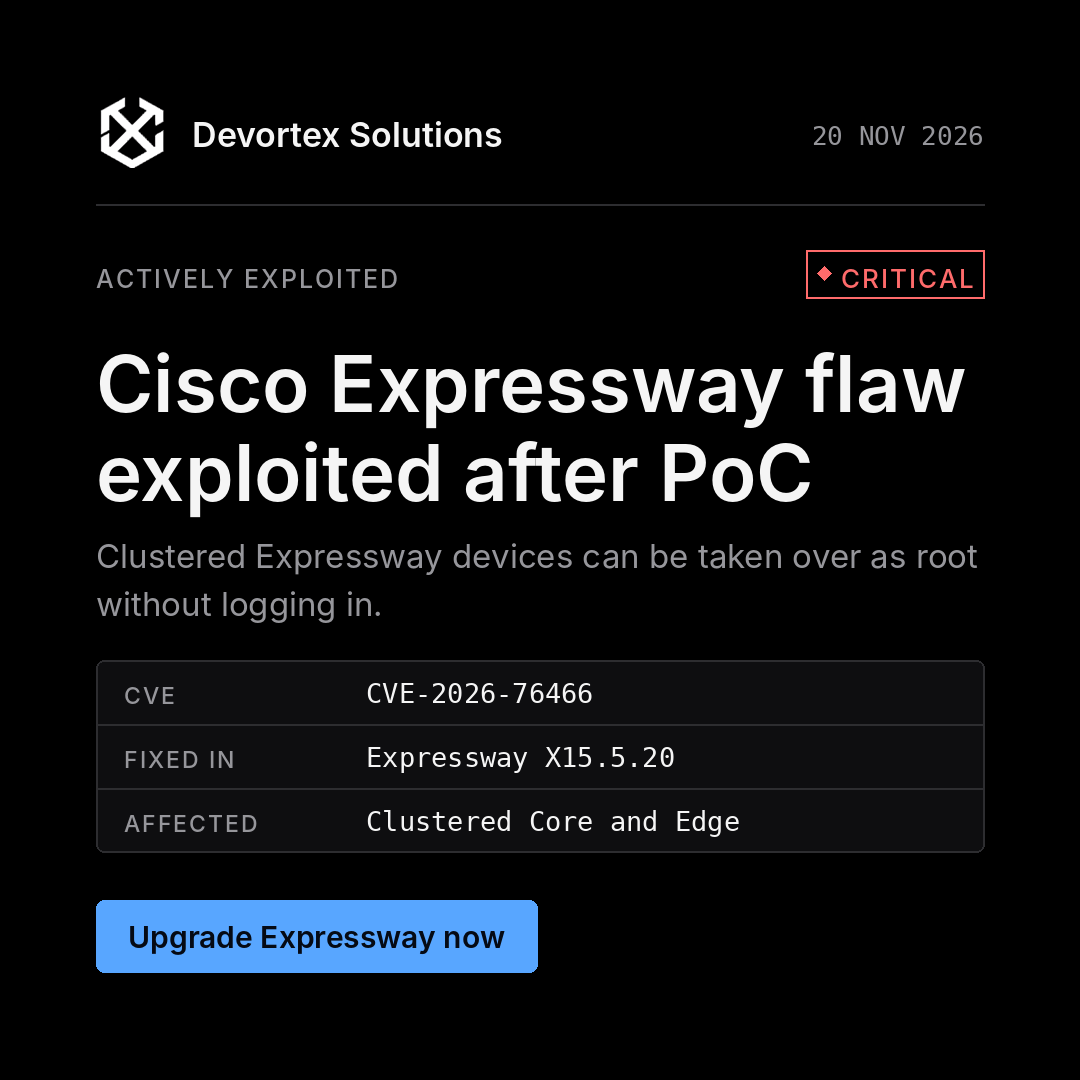 Devortex Solutions
20 NOV 2026
ACTIVELY EXPLOITED
CRITICAL
Cisco Expressway flaw
exploited after PoC
Clustered Expressway devices can be taken over as root
without logging in.
CVE CVE-2026-76466
FIXED IN Expressway X15.5.20
AFFECTED Clustered Core and Edge
Upgrade Expressway now